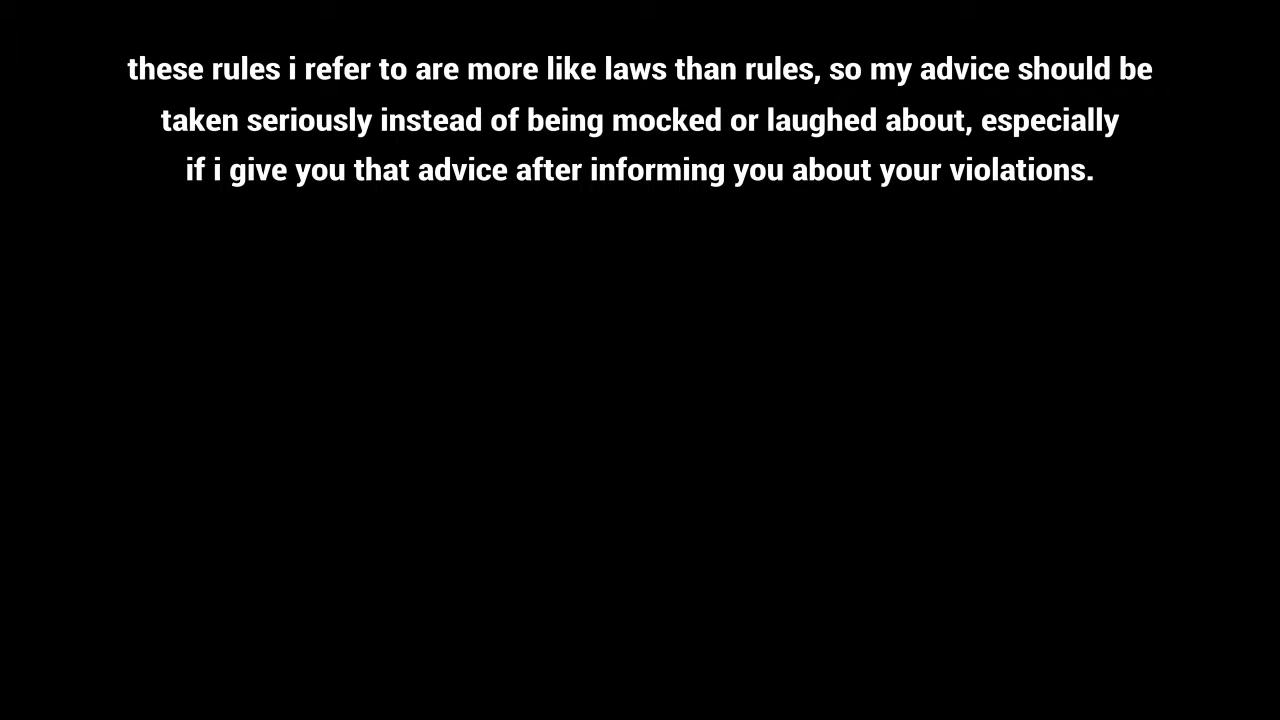 these rules i refer to are more like laws than rules, so my advice should be
taken seriously instead of being mocked or laughed about, especially
if i give you that advice after informing you about your violations.